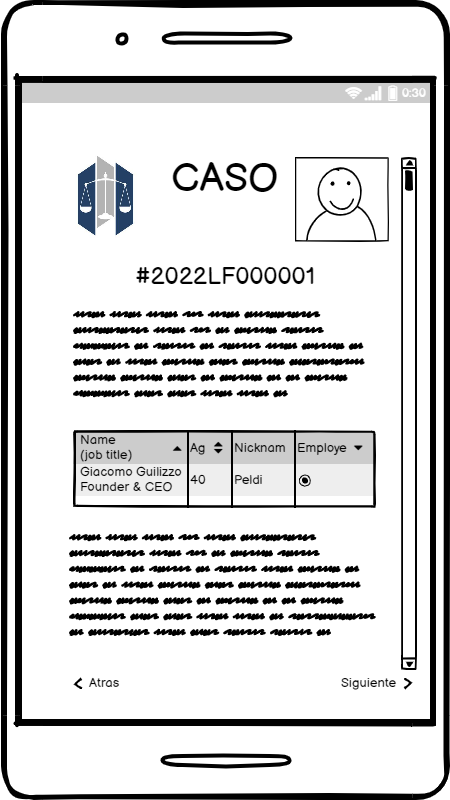 0:30
CASO
#2022LF000001
Name
(job title)
Ag
Nicknam
Employe
Giacomo Guilizzo
Founder & CEO
40
Peldi
Atras
Siguiente